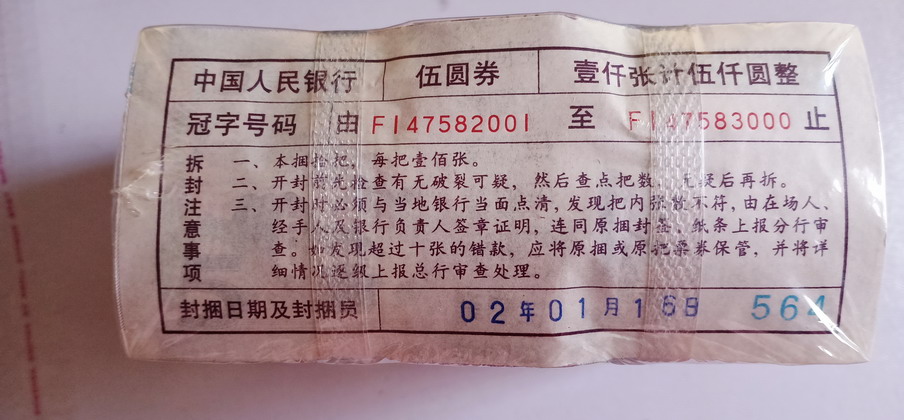 中国人民银行 伍圆券 壹仟张计伍仟圆整
冠字号码 由 FI47582001 至 FI47583000 止
拆封注意事项
一、本捆拾把，每把壹佰张。
二、开封前先检查有无破裂可疑，然后查点把数，无疑后再拆。
三、开封时必须与当地银行当面点清，发现把内张数不符，由在场人、
经手人及银行负责人签章证明，连同原捆封签、纸条上报分行审
查。如发现超过十张的错款，应将原捆或原把票券保管，并将详
细情况逐级上报总行审查处理。
封捆日期及封捆员 02年01月16日 564